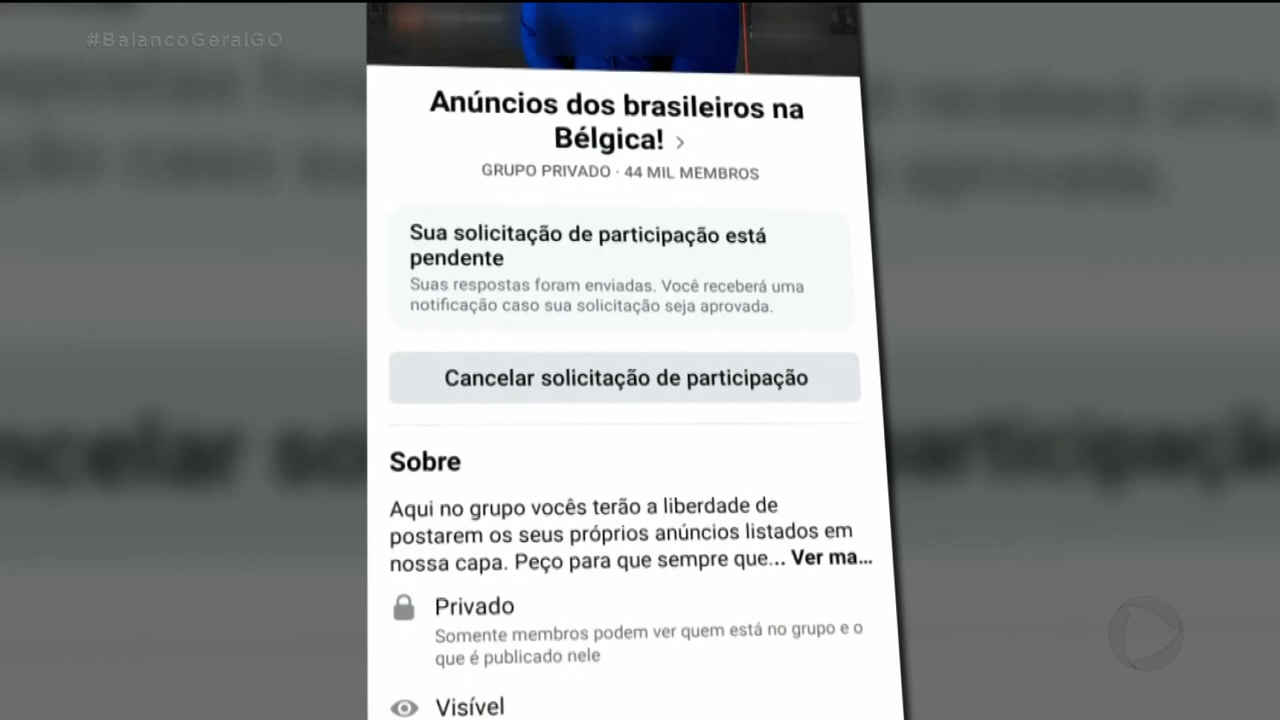 #BalancoGeralGO
Anúncios dos brasileiros na
Bélgica! >
GRUPO PRIVADO · 44 MIL MEMBROS
Sua solicitação de participação está
pendente
Suas respostas foram enviadas. Você receberá uma
notificação caso sua solicitação seja aprovada.
Cancelar solicitação de participação
Sobre
Aqui no grupo vocês terão a liberdade de
postarem os seus próprios anúncios listados em
nossa capa. Peço para que sempre que... Ver ma...
Privado
Somente membros podem ver quem está no grupo e o
que é publicado nele
Visível